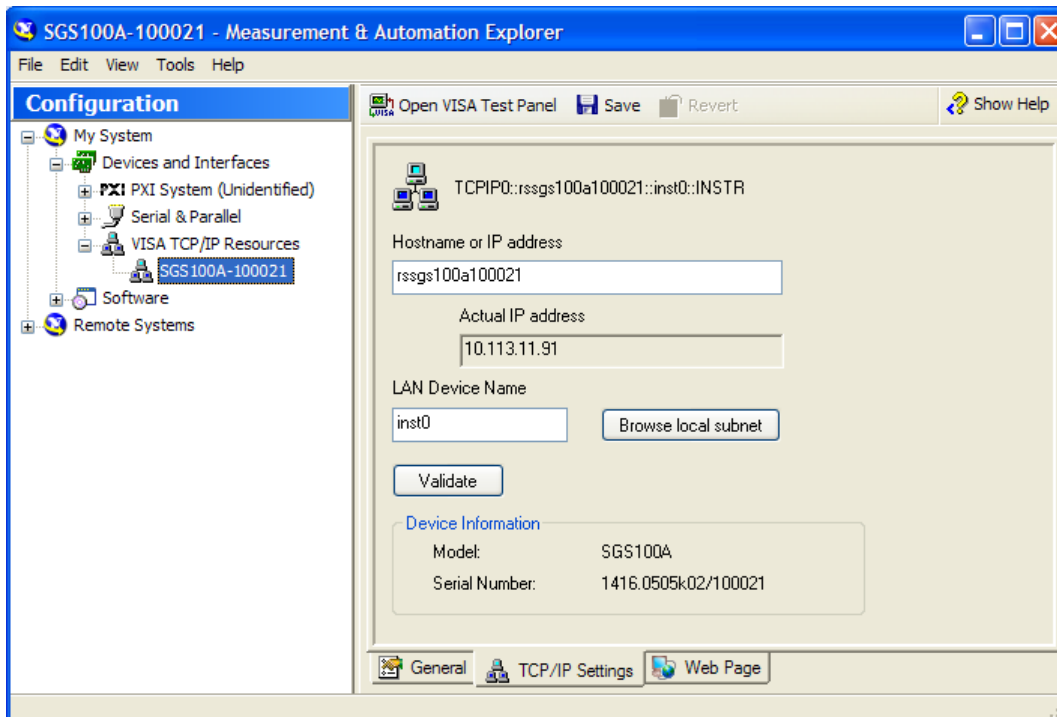 SGS100A-100021 - Measurement & Automation Explorer
File Edit View Tools Help
Configuration
My System
Devices and Interfaces
PXI PXI System (Unidentified)
Serial & Parallel
VISA TCP/IP Resources
SGS100A-100021
Software
Remote Systems
VISA Open VISA Test Panel Save Revert Show Help
TCPIP0::rssgs100a100021::inst0::INSTR
Hostname or IP address
rssgs100a100021
Actual IP address
10.113.11.91
LAN Device Name
inst0 Browse local subnet
Validate
Device Information
Model: SGS100A
Serial Number: 1416.0505k02/100021
General TCP/IP Settings Web Page